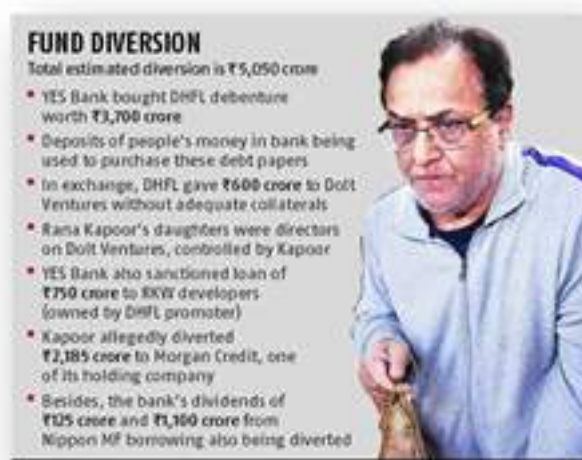 FUND DIVERSION
Total estimated diversion is ₹5,050 crore
• YES Bank bought DHFL debenture
worth ₹3,700 crore
• Deposits of people's money in bank being
used to purchase these debt papers
• In exchange, DHFL gave ₹600 crore to DoIt
Ventures without adequate collaterals
• Rana Kapoor's daughters were directors
on DoIt Ventures, controlled by Kapoor
• YES Bank also sanctioned loan of
₹750 crore to RKW developers
(owned by DHFL promoter)
• Kapoor allegedly diverted
₹2,185 crore to Morgan Credit, one
of its holding company
• Besides, the bank's dividends of
₹125 crore and ₹1,100 crore from
Nippon MF borrowing also being diverted